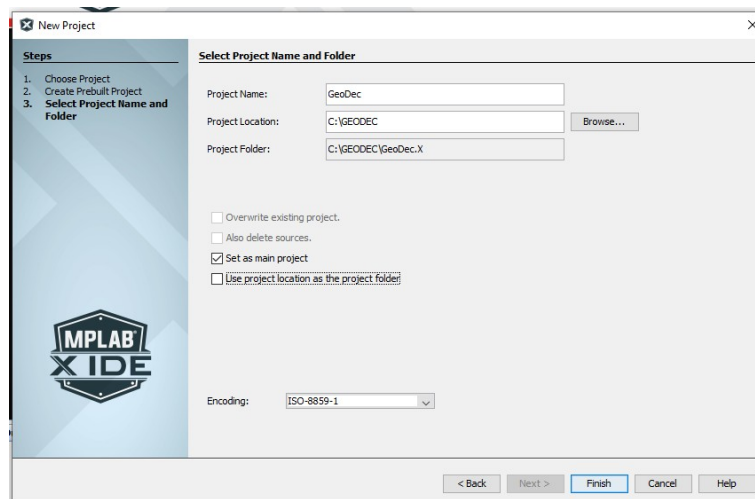 New Project
Steps
1. Choose Project
2. Create Prebuilt Project
3. Select Project Name and
Folder
Select Project Name and Folder
Project Name: GeoDec
Project Location: C:\GEODEC Browse...
Project Folder: C:\GEODEC\GeoDec.X
Overwrite existing project.
Also delete sources.
Set as main project
Use project location as the project folder
MPLAB®
X IDE
Encoding: ISO-8859-1
< Back Next > Finish Cancel Help